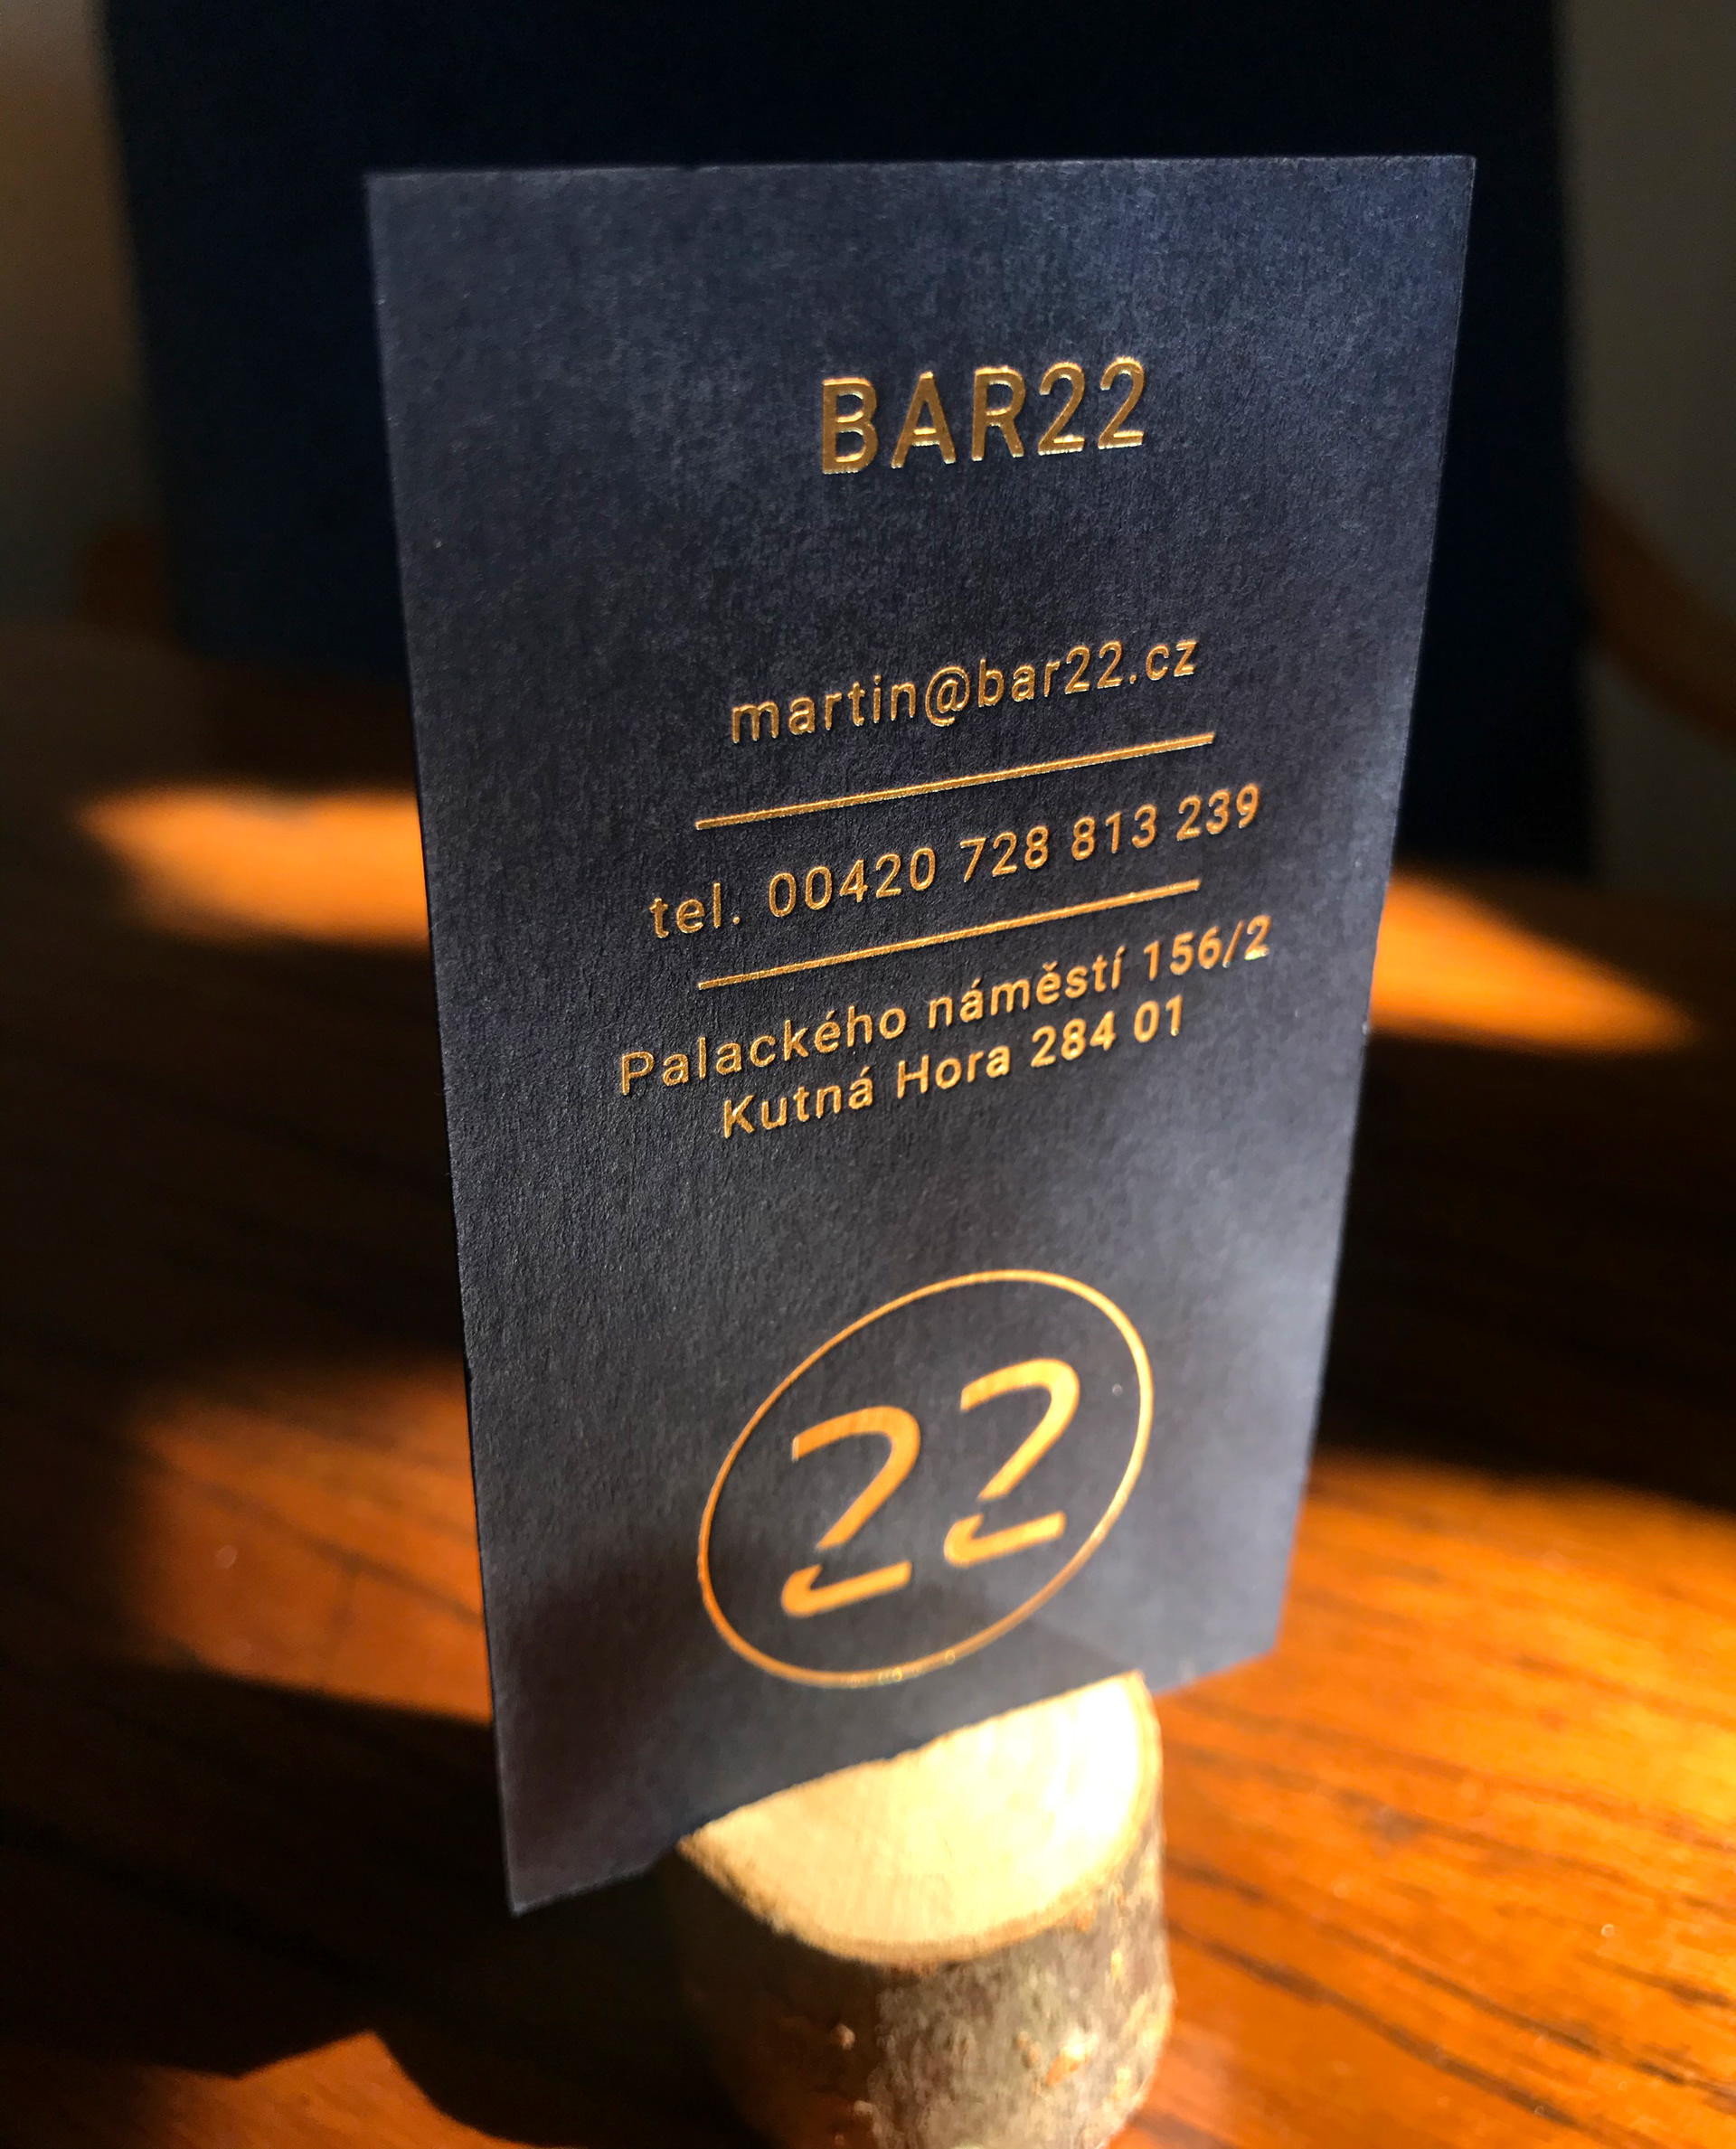 BAR22
martin@bar22.cz
tel. 00420 728 813 239
Palackého náměstí 156/2
Kutná Hora 284 01
22